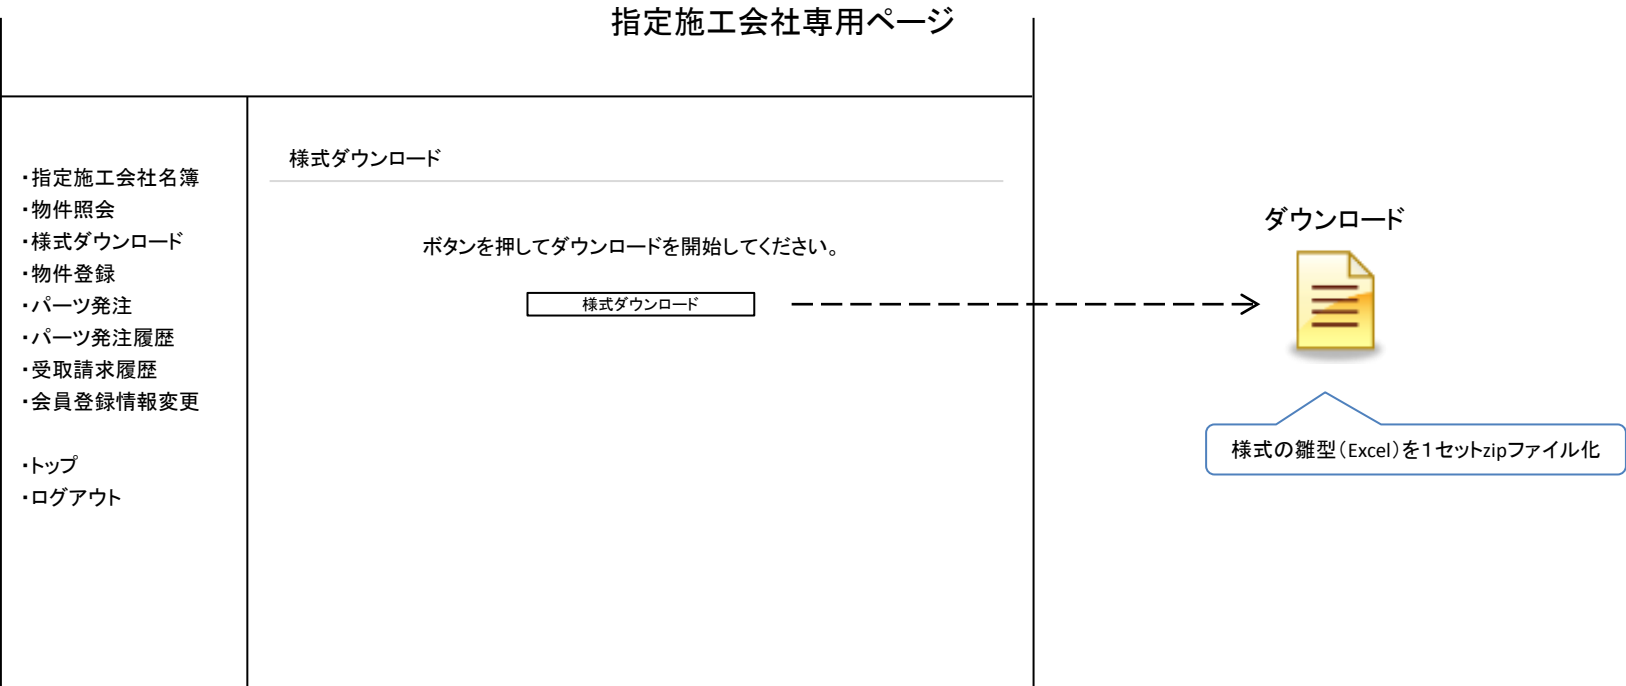 指定施工会社専用ページ
・指定施工会社名簿
・物件照会
・様式ダウンロード
・物件登録
・パーツ発注
・パーツ発注履歴
・受取請求履歴
・会員登録情報変更
・トップ
・ログアウト
様式ダウンロード
ボタンを押してダウンロードを開始してください。
様式ダウンロード
ダウンロード
様式の雛型（Excel）を１セットzipファイル化